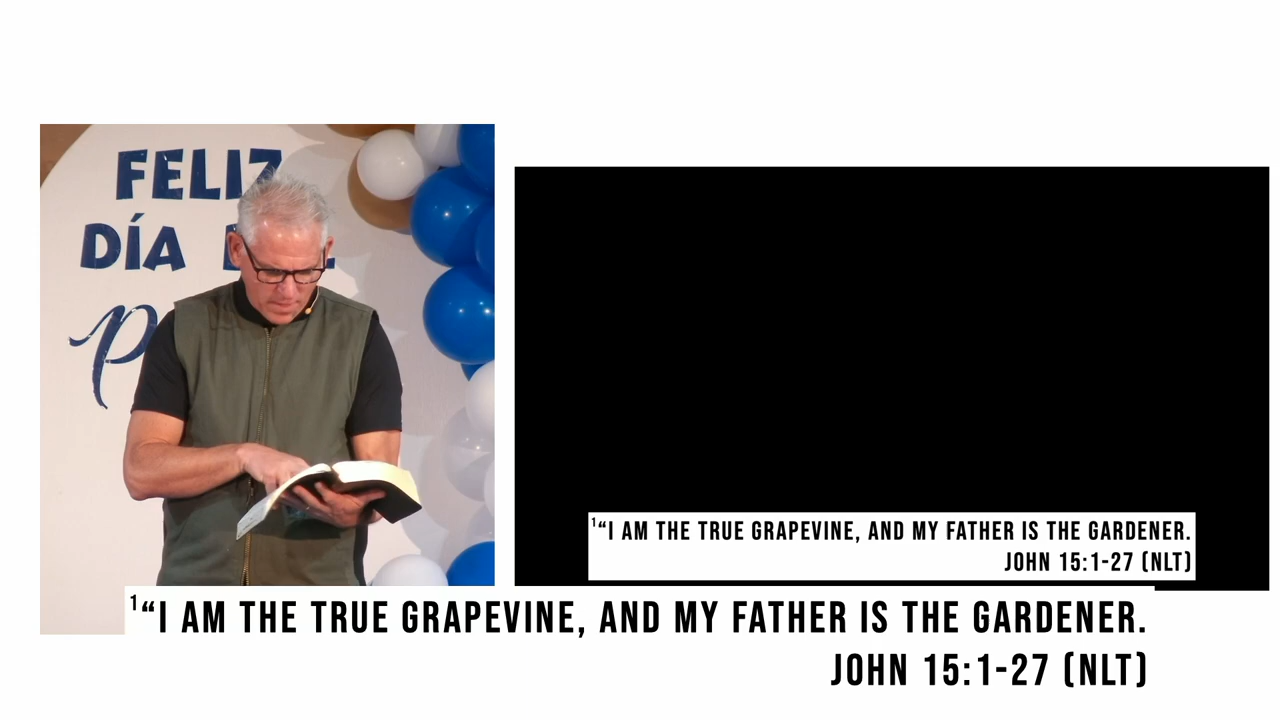 FELIZ
DÍA
¹“I AM THE TRUE GRAPEVINE, AND MY FATHER IS THE GARDENER.
JOHN 15:1-27 (NLT)
¹“I AM THE TRUE GRAPEVINE, AND MY FATHER IS THE GARDENER.
JOHN 15:1-27 (NLT)